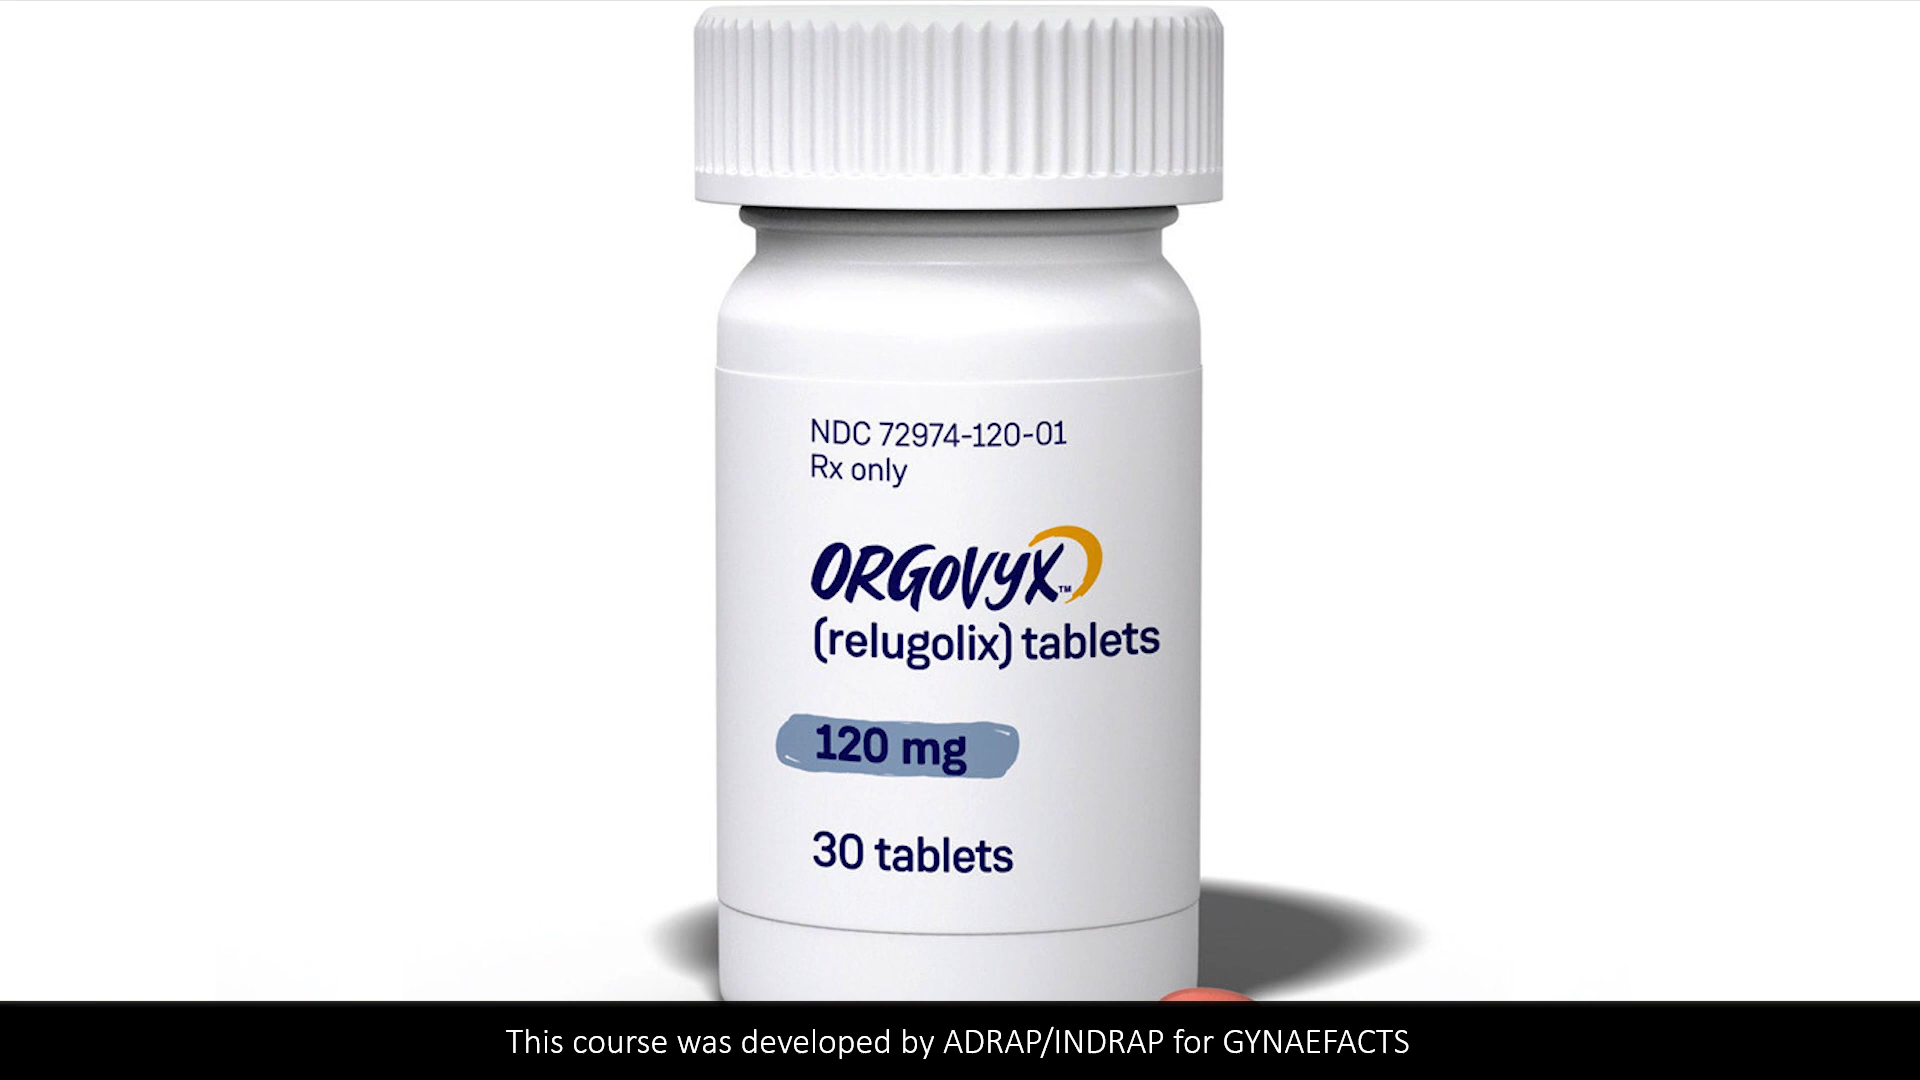 NDC 72974-120-01
Rx only
ORGOVYX™
(relugolix) tablets
120 mg
30 tablets
This course was developed by ADRAP/INDRAP for GYNAEFACTS